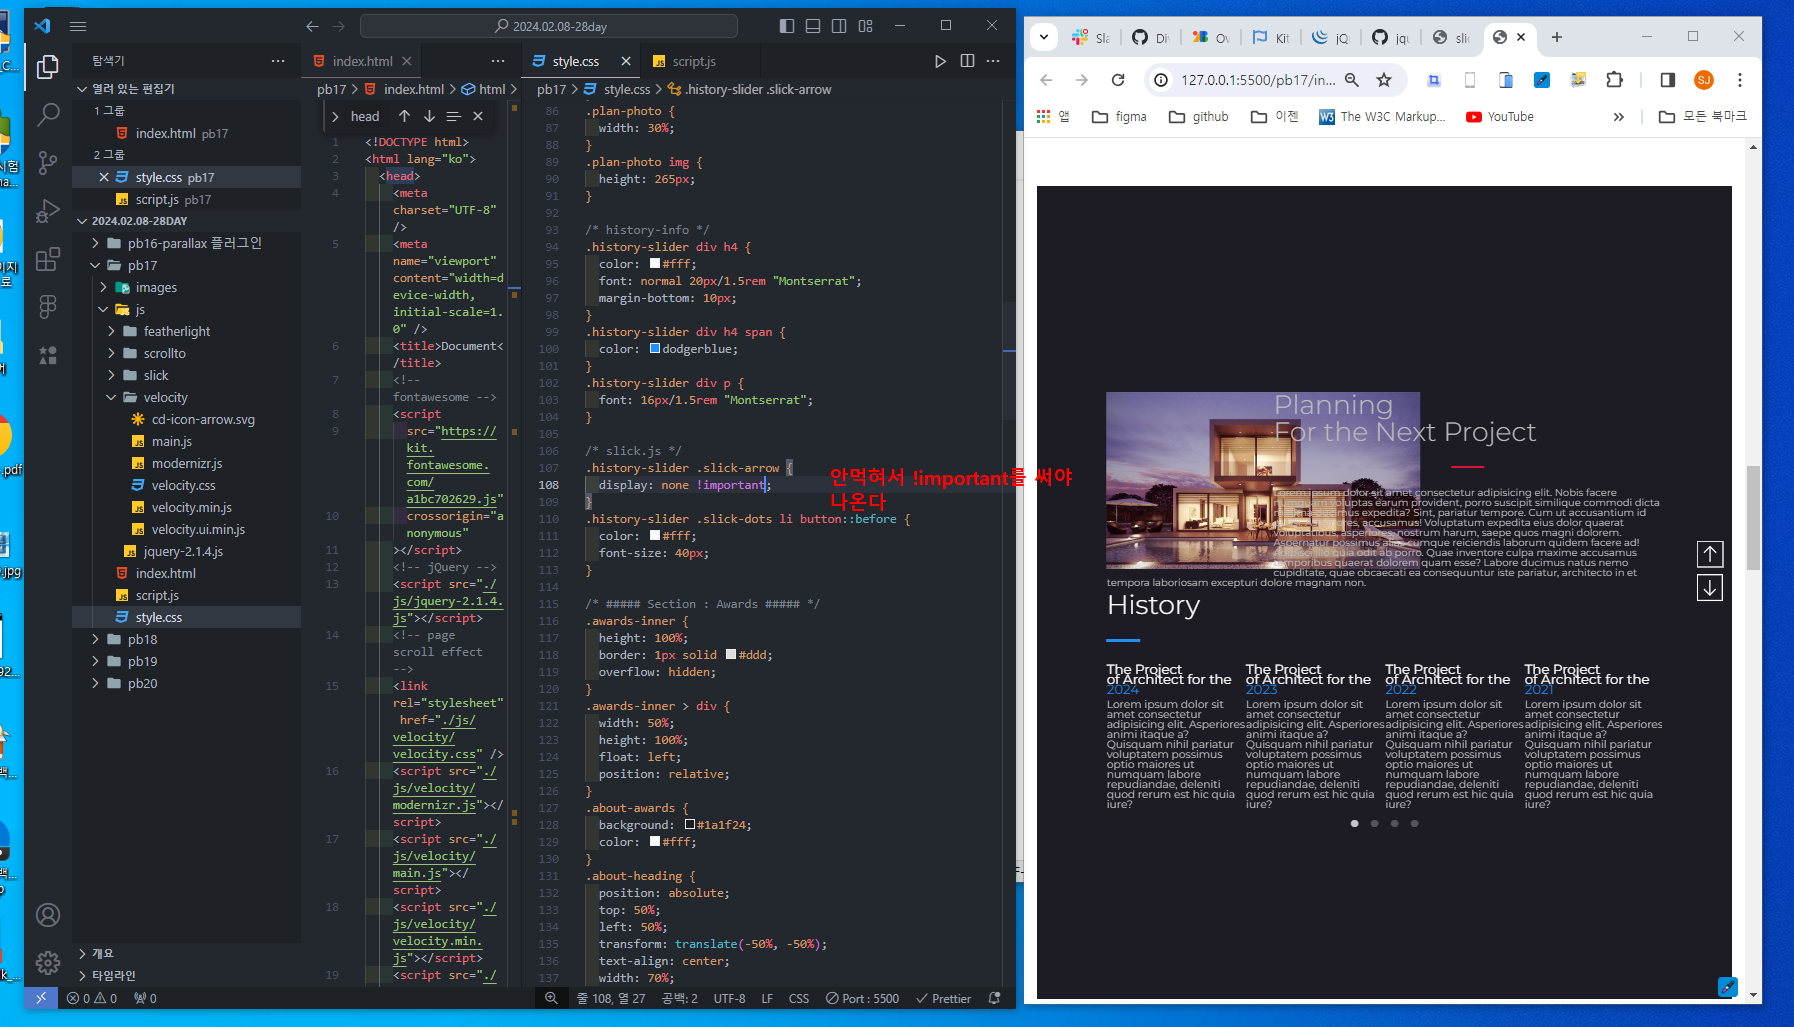 2024.02.08-28day
탐색기
열려 있는 편집기
1 그룹
index.html pb17
2 그룹
style.css pb17
script.js pb17
2024.02.08-28DAY
pb16-parallax 플러그인
pb17
images
js
featherlight
scrollto
slick
velocity
cd-icon-arrow.svg
main.js
modernizr.js
velocity.css
velocity.min.js
velocity.ui.min.js
jquery-2.1.4.js
index.html
script.js
style.css
pb18
pb19
pb20
개요
타임라인
index.html
pb17 > index.html > html >
head
1 <!DOCTYPE html>
2 <html lang="ko">
3 <head>
4 <meta
charset="UTF-8"
/>
5 <meta
name="viewport"
content="width=d
evice-width,
initial-scale=1.
0" />
6 <title>Document<
/title>
7 <!--
fontawesome -->
8 <script
9 src="https://
kit.
fontawesome.
com/
a1bc702629.js"
10 crossorigin="a
nonymous"
11 ></script>
12 <!-- jQuery -->
13 <script src="./
js/jquery-2.1.4.
js"></script>
14 <!-- page
scroll effect
-->
15 <link
rel="stylesheet"
href="./js/
velocity/
velocity.css" />
16 <script src="./
js/velocity/
modernizr.js"></
script>
17 <script src="./
js/velocity/
main.js"></
script>
18 <script src="./
js/velocity/
velocity.min.
js"></script>
19 <script src="./
style.css
script.js
pb17 > style.css > .history-slider .slick-arrow
86 .plan-photo {
87 width: 30%;
88 }
89 .plan-photo img {
90 height: 265px;
91 }
92
93 /* history-info */
94 .history-slider div h4 {
95 color: #fff;
96 font: normal 20px/1.5rem "Montserrat";
97 margin-bottom: 10px;
98 }
99 .history-slider div h4 span {
100 color: dodgerblue;
101 }
102 .history-slider div p {
103 font: 16px/1.5rem "Montserrat";
104 }
105
106 /* slick.js */
107 .history-slider .slick-arrow {
108 display: none !important;
109 }
110 .history-slider .slick-dots li button::before {
111 color: #fff;
112 font-size: 40px;
113 }
114
115 /* ##### Section : Awards ##### */
116 .awards-inner {
117 height: 100%;
118 border: 1px solid #ddd;
119 overflow: hidden;
120 }
121 .awards-inner > div {
122 width: 50%;
123 height: 100%;
124 float: left;
125 position: relative;
126 }
127 .about-awards {
128 background: #1a1f24;
129 color: #fff;
130 }
131 .about-heading {
132 position: absolute;
133 top: 50%;
134 left: 50%;
135 transform: translate(-50%, -50%);
136 text-align: center;
137 width: 70%;
안먹혀서 !important를 써야
나온다
0 0 0 줄 108, 열 27 공백: 2 UTF-8 LF CSS Port : 5500 Prettier
Sla Di Ov Kit jQ jqu slic
127.0.0.1:5500/pb17/in...
SJ
앱 figma github 이젠 The W3C Markup... YouTube » 모든 북마크
Planning
For the Next Project
Lorem ipsum dolor sit amet consectetur adipisicing elit. Nobis facere
numquam voluptas earum provident, porro suscipit similique commodi dicta
expedita? Sint, pariatur tempore. Cum ut accusantium id
accusamus! Voluptatum expedita eius dolor quaerat
voluptatibus, asperiores, nostrum harum, saepe quos magni dolorem.
Aspernatur possimus alias cumque reiciendis laborum quidem facere ad!
quia odit ab porro. Quae inventore culpa maxime accusamus
temporibus quaerat dolorem quam esse? Labore ducimus natus nemo
cupiditate, quae obcaecati ea consequuntur iste pariatur, architecto in et
tempora laboriosam excepturi dolore magnam non.
History
The Project
of Architect for the
2024
Lorem ipsum dolor sit
amet consectetur
adipisicing elit. Asperiores
animi itaque a?
Quisquam nihil pariatur
voluptatem possimus
optio maiores ut
numquam labore
repudiandae, deleniti
quod rerum est hic quia
iure?
The Project
of Architect for the
2023
Lorem ipsum dolor sit
amet consectetur
adipisicing elit. Asperiores
animi itaque a?
Quisquam nihil pariatur
voluptatem possimus
optio maiores ut
numquam labore
repudiandae, deleniti
quod rerum est hic quia
iure?
The Project
of Architect for the
2022
Lorem ipsum dolor sit
amet consectetur
adipisicing elit. Asperiores
animi itaque a?
Quisquam nihil pariatur
voluptatem possimus
optio maiores ut
numquam labore
repudiandae, deleniti
quod rerum est hic quia
iure?
The Project
of Architect for the
2021
Lorem ipsum dolor sit
amet consectetur
adipisicing elit. Asperiores
animi itaque a?
Quisquam nihil pariatur
voluptatem possimus
optio maiores ut
numquam labore
repudiandae, deleniti
quod rerum est hic quia
iure?